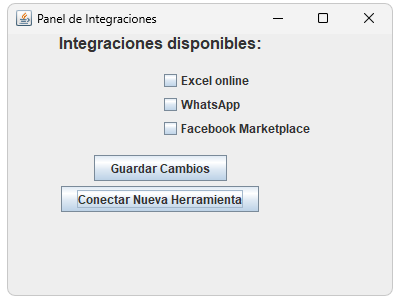 Panel de Integraciones
Integraciones disponibles:
Excel online
WhatsApp
Facebook Marketplace
Guardar Cambios
Conectar Nueva Herramienta